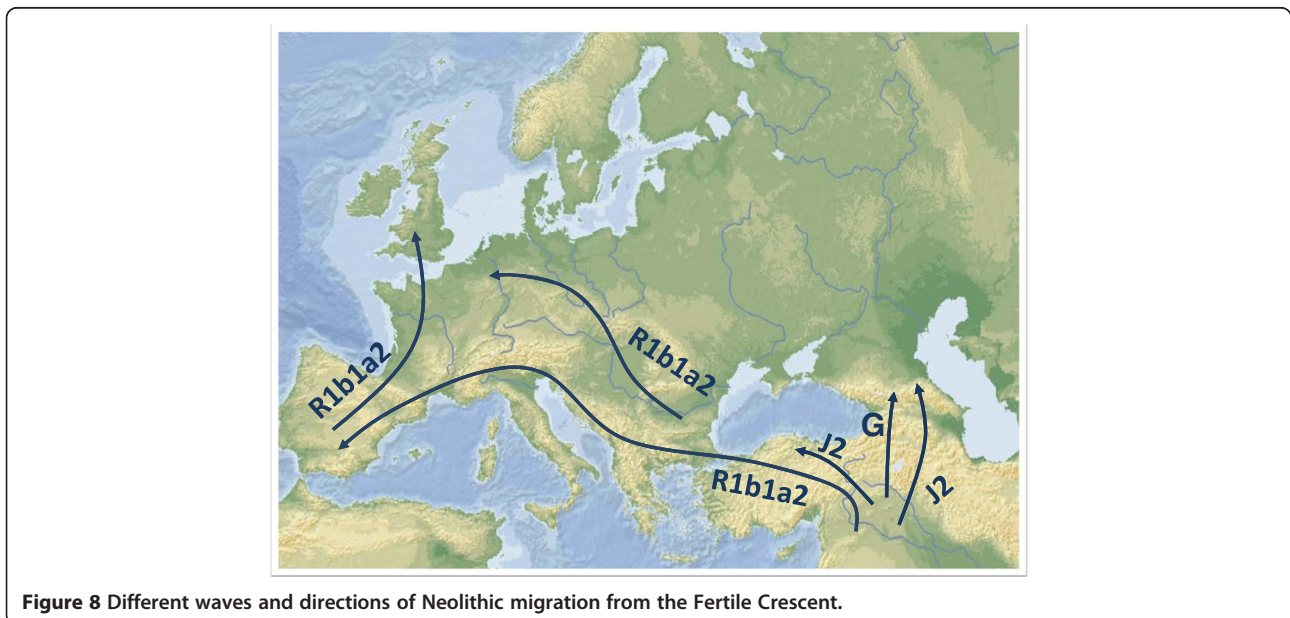 R1b1a2
R1b1a2
R1b1a2
J2
G
J2
Figure 8 Different waves and directions of Neolithic migration from the Fertile Crescent.